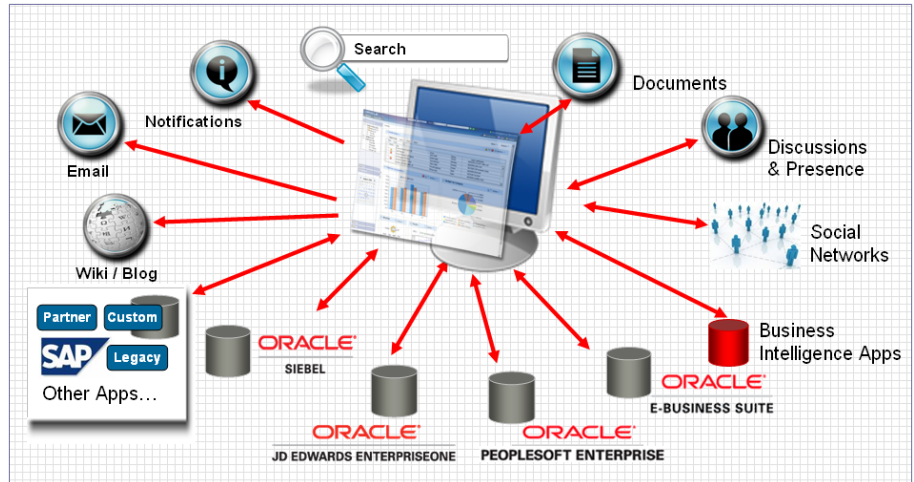 Search
Documents
Notifications
Email
Discussions
& Presence
Wiki / Blog
Social
Networks
Partner
Custom
SAP
Legacy
Other Apps...
ORACLE
SIEBEL
Business
Intelligence Apps
ORACLE
E-BUSINESS SUITE
ORACLE
JD EDWARDS ENTERPRISEONE
ORACLE
PEOPLESOFT ENTERPRISE